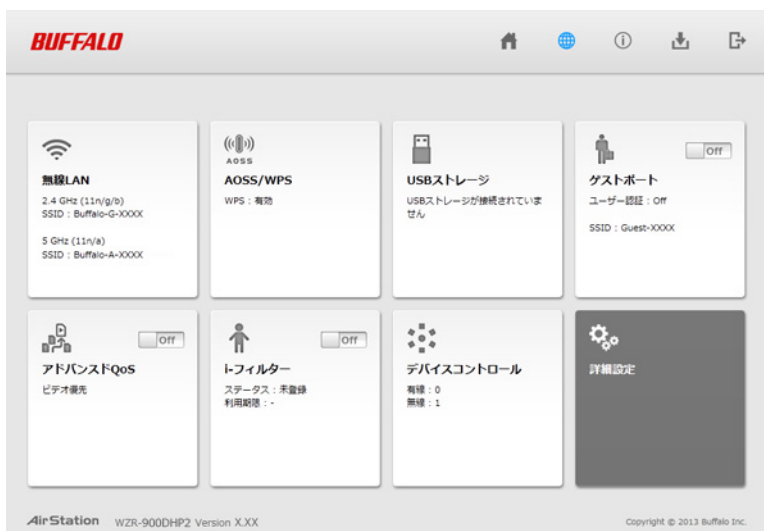 BUFFALO
無線LAN
2.4 GHz (11n/g/b)
SSID : Buffalo-G-XXXX
5 GHz (11n/a)
SSID : Buffalo-A-XXXX
AOSS
AOSS/WPS
WPS : 有効
USBストレージ
USBストレージが接続されていま
せん
Off
ゲストポート
ユーザー認証 : Off
SSID : Guest-XXXX
Off
アドバンスドQoS
ビデオ優先
Off
i-フィルター
ステータス : 未登録
利用期限 : -
デバイスコントロール
有線 : 0
無線 : 1
詳細設定
AirStation WZR-900DHP2 Version X.XX
Copyright © 2013 Buffalo Inc.